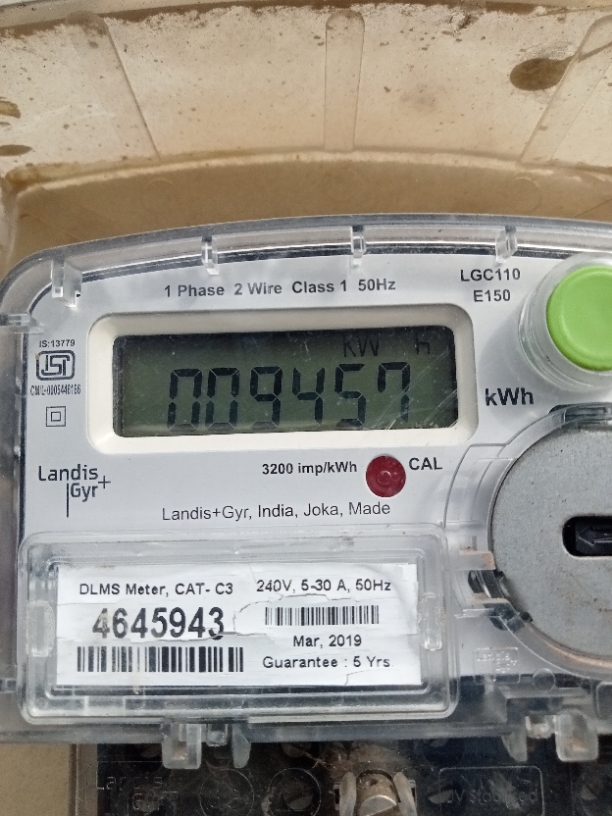 1 Phase 2 Wire Class 1 50Hz
LGC110
E150
IS:13779
ISI
kW h
009457
kWh
3200 imp/kWh
CAL
Landis
Gyr+
Landis+Gyr, India, Joka, Made
DLMS Meter, CAT- C3
240V, 5-30 A, 50Hz
4645943
Mar, 2019
Guarantee : 5 Yrs